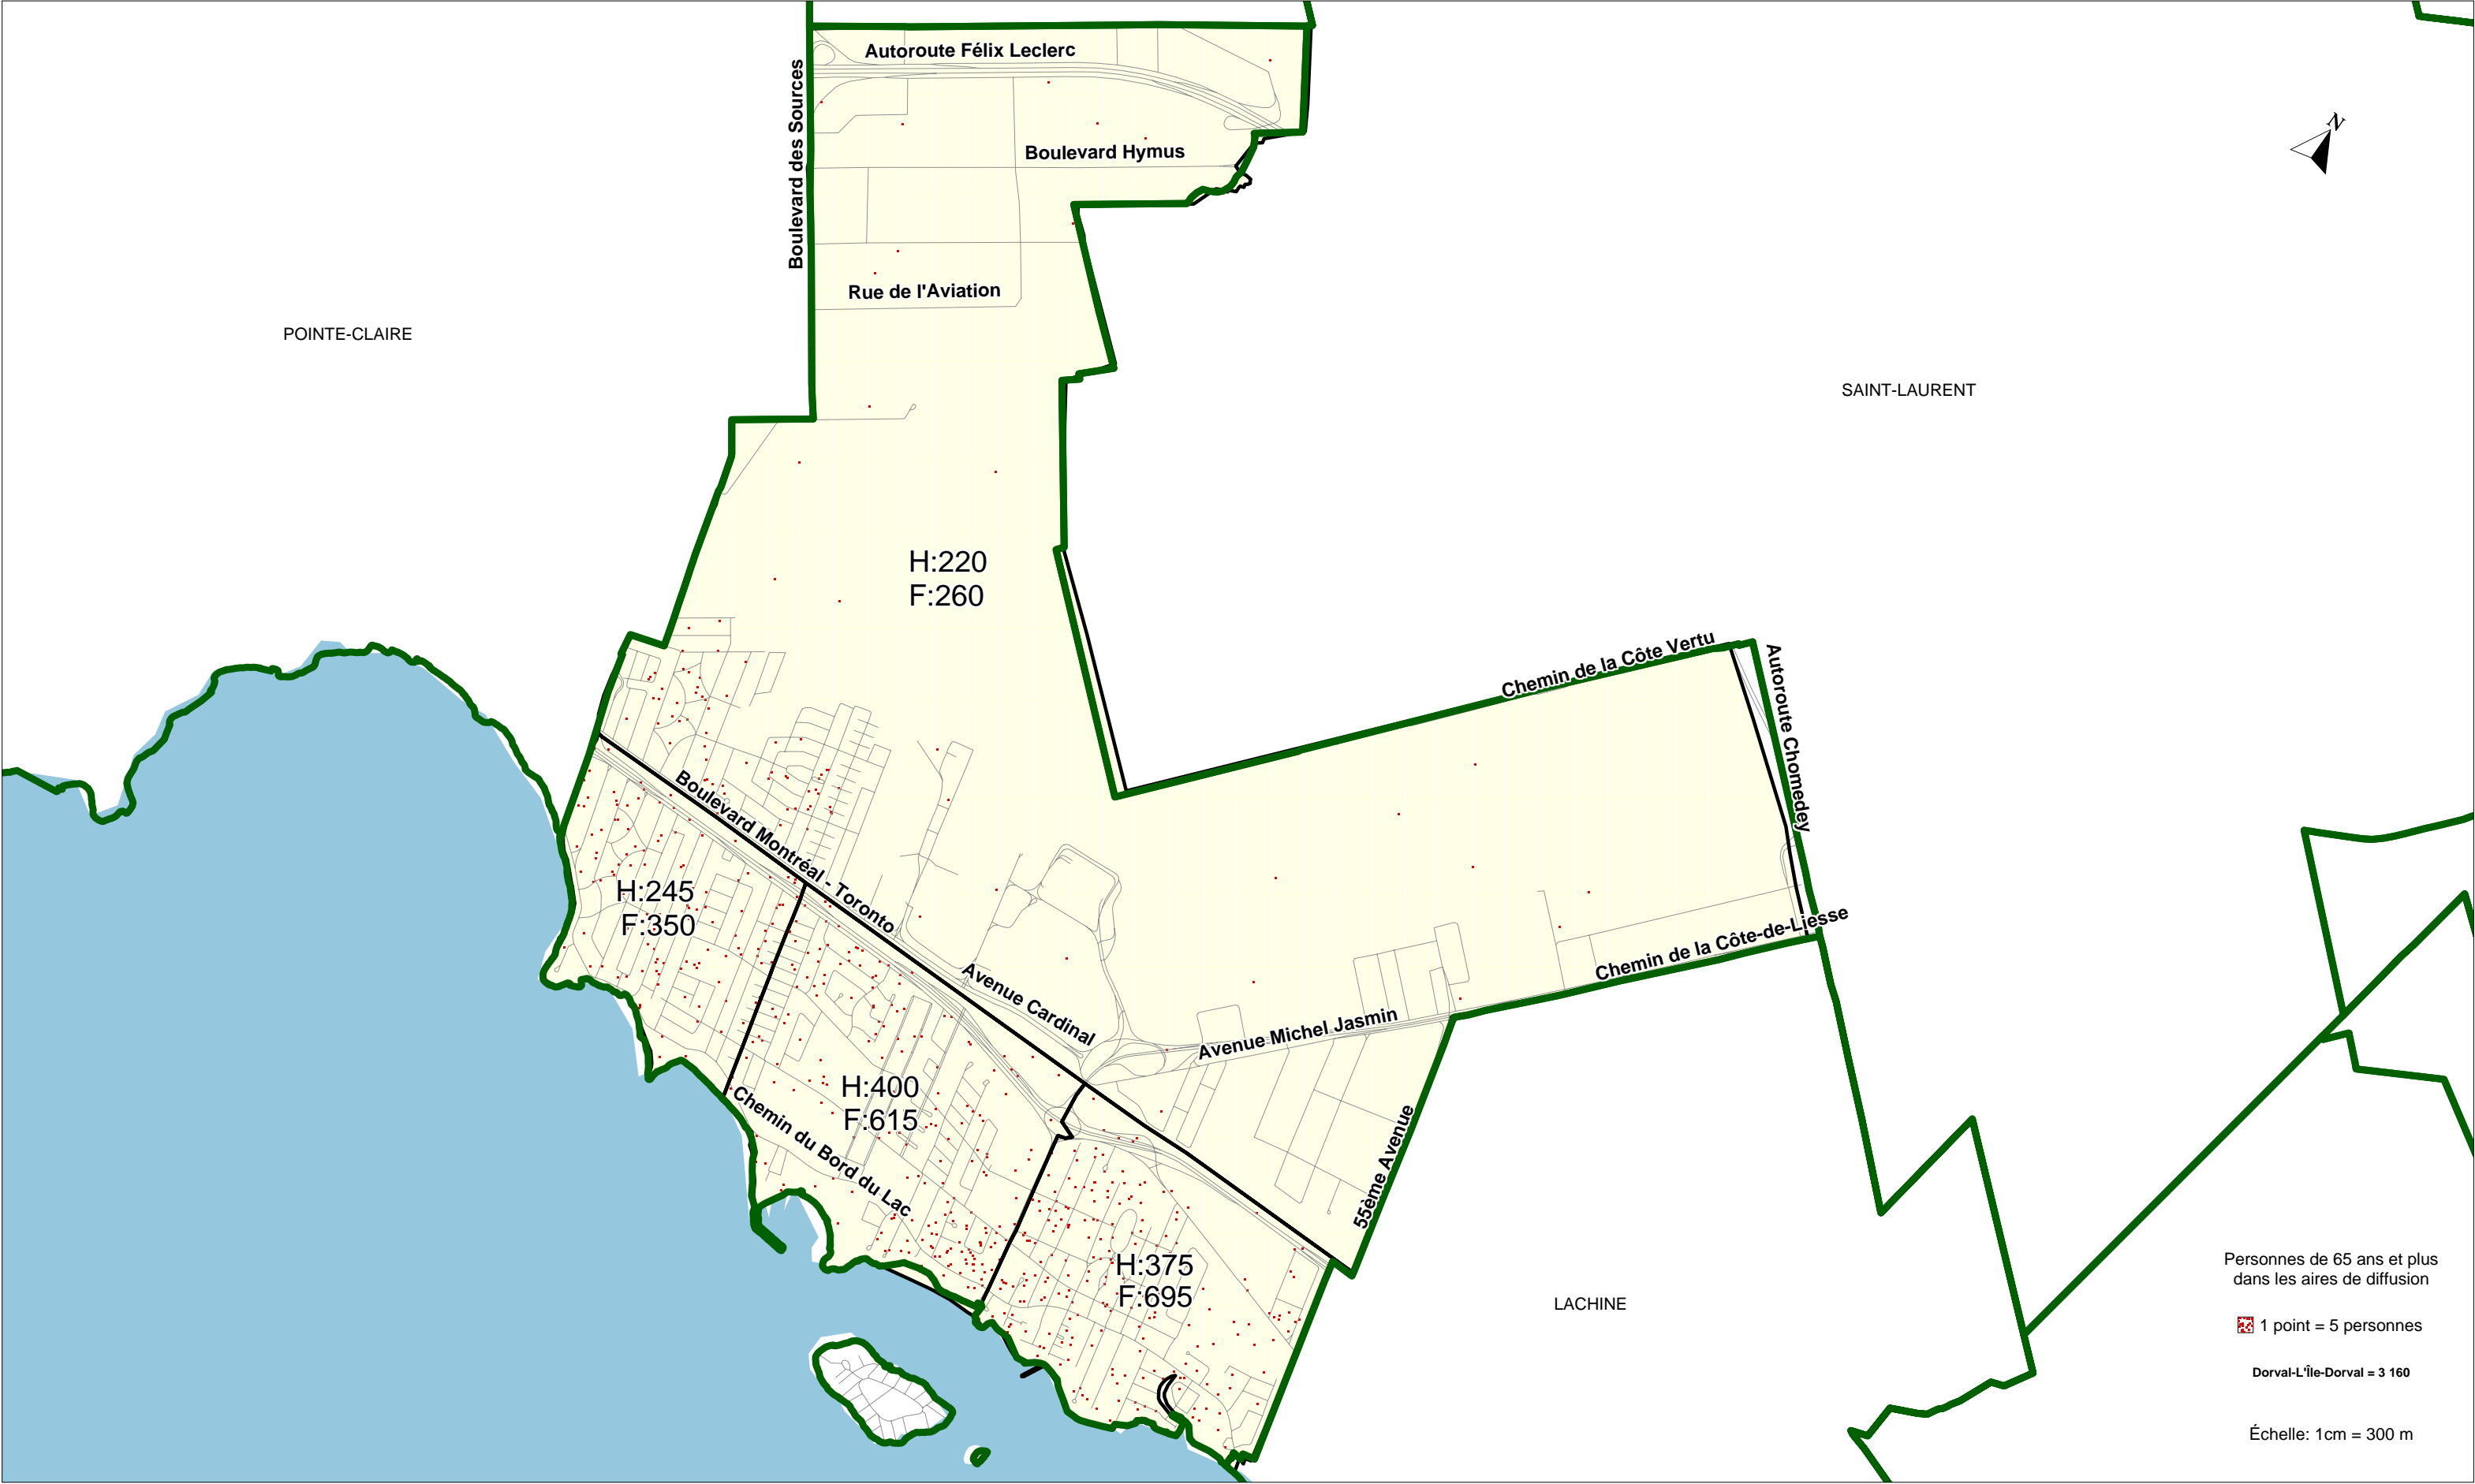 Autoroute Félix Leclerc
Boulevard des Sources
N
Boulevard Hymus
Rue de l'Aviation
POINTE-CLAIRE
SAINT-LAURENT
H:220
F:260
Chemin de la Côte Vertu
Autoroute Chomedey
Boulevard Montréal - Toronto
H:245
F:350
Chemin de la Côte-de-Liesse
Avenue Cardinal
Avenue Michel Jasmin
H:400
F:615
Chemin du Bord du Lac
55ème Avenue
H:375
F:695
LACHINE
Personnes de 65 ans et plus
dans les aires de diffusion
1 point = 5 personnes
Dorval-L'Île-Dorval = 3 160
Échelle: 1cm = 300 m